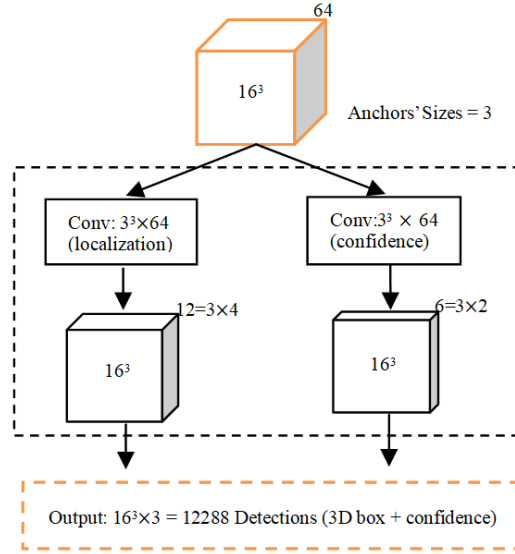 64
16³
Anchors' Sizes = 3
Conv: 3³×64
(localization)
Conv:3³ × 64
(confidence)
12=3×4
6=3×2
16³
16³
Output: 16³×3 = 12288 Detections (3D box + confidence)